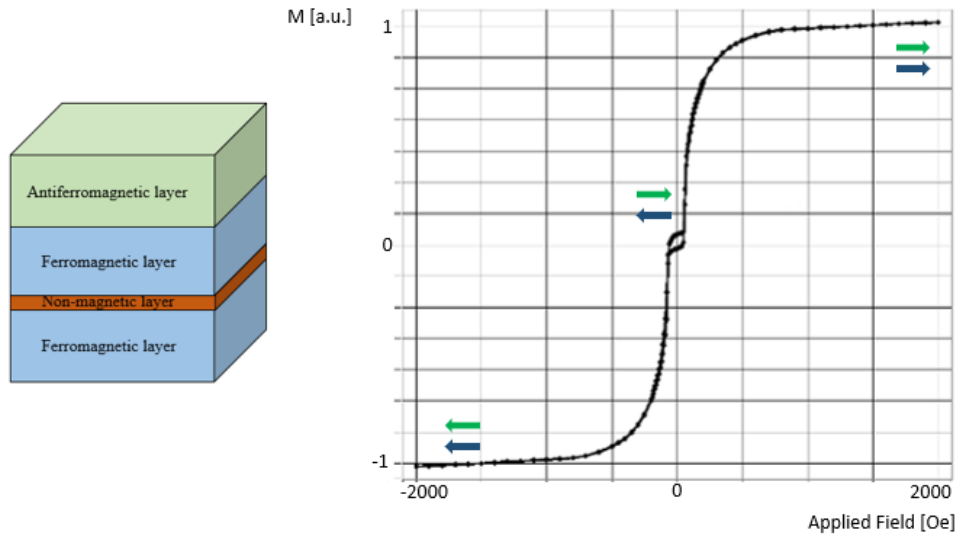 Antiferromagnetic layer
Ferromagnetic layer
Non-magnetic layer
Ferromagnetic layer
M [a.u.]
1
0
-1
-2000
0
2000
Applied Field [Oe]